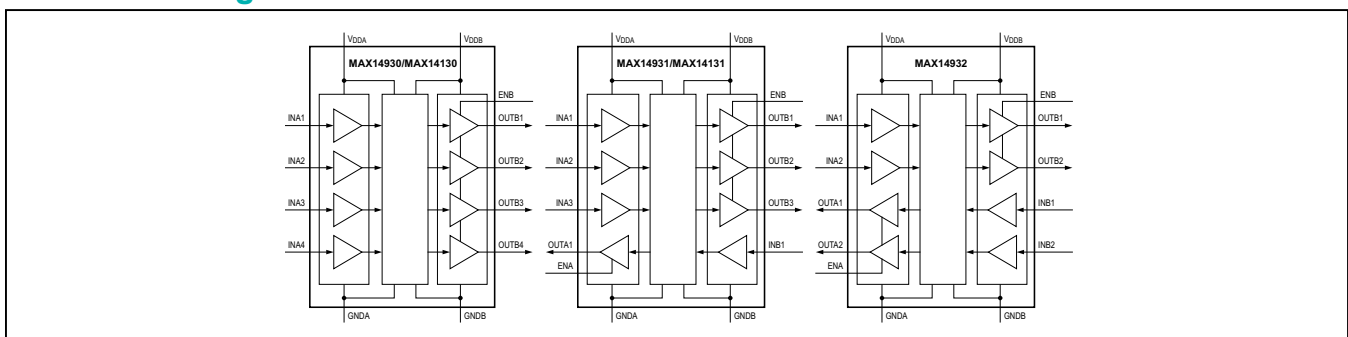 VDDA VDDB
MAX14930/MAX14130
ENB
INA1 OUTB1
INA2 OUTB2
INA3 OUTB3
INA4 OUTB4
GNDA GNDB
VDDA VDDB
MAX14931/MAX14131
ENB
INA1 OUTB1
INA2 OUTB2
INA3 OUTB3
OUTA1 INB1
ENA
GNDA GNDB
VDDA VDDB
MAX14932
ENB
INA1 OUTB1
INA2 OUTB2
OUTA1 INB1
OUTA2 INB2
ENA
GNDA GNDB